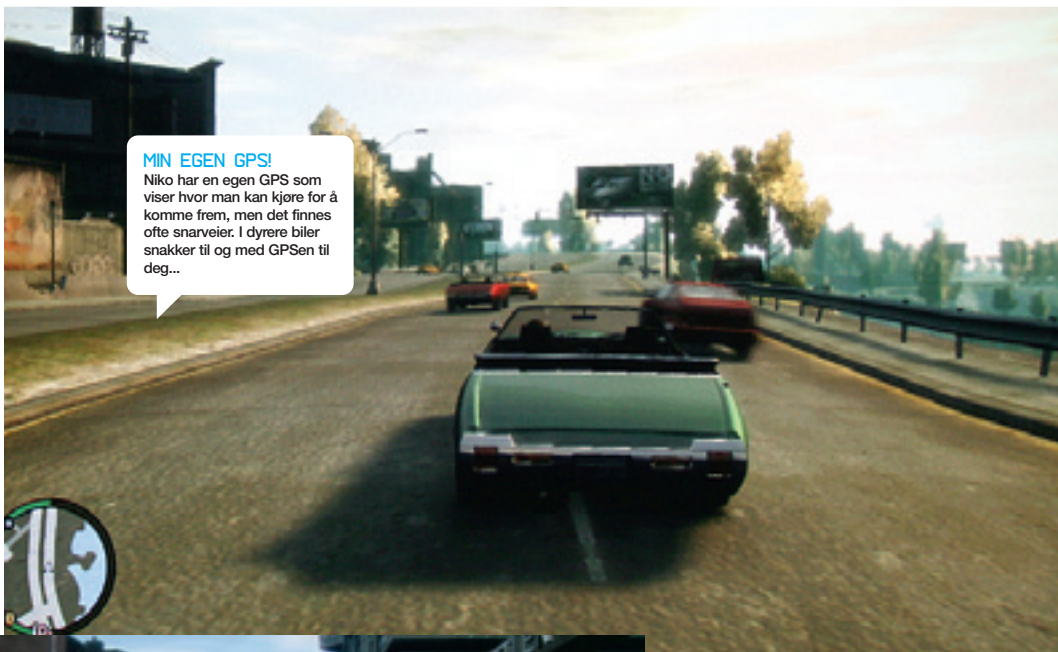 MIN EGEN GPS!
Niko har en egen GPS som
viser hvor man kan kjøre for å
komme frem, men det finnes
ofte snarveier. I dyrere biler
snakker til og med GPSen til
deg...